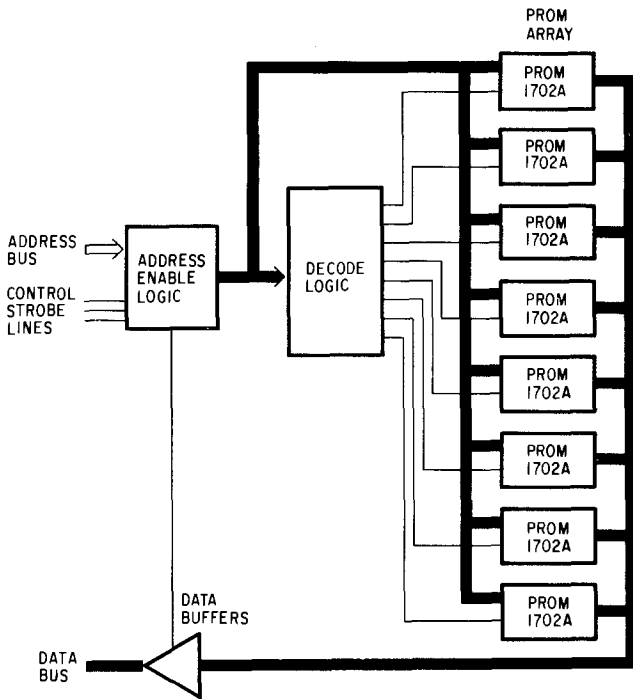 PROM
ARRAY
PROM
1702A
PROM
1702A
PROM
1702A
PROM
1702A
PROM
1702A
PROM
1702A
PROM
1702A
PROM
1702A
ADDRESS
BUS
CONTROL
STROBE
LINES
ADDRESS
ENABLE
LOGIC
DECODE
LOGIC
DATA
BUFFERS
DATA
BUS